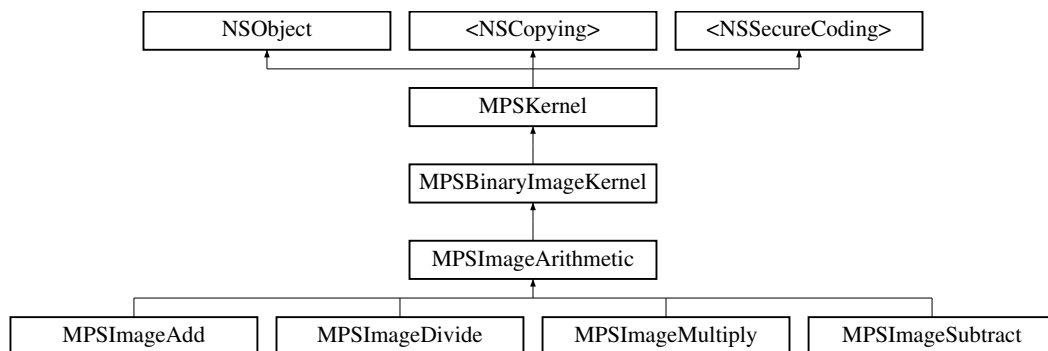 NSObject
<NSCopying>
<NSSecureCoding>
MPSKernel
MPSBinaryImageKernel
MPSImageArithmetic
MPSImageAdd
MPSImageDivide
MPSImageMultiply
MPSImageSubtract